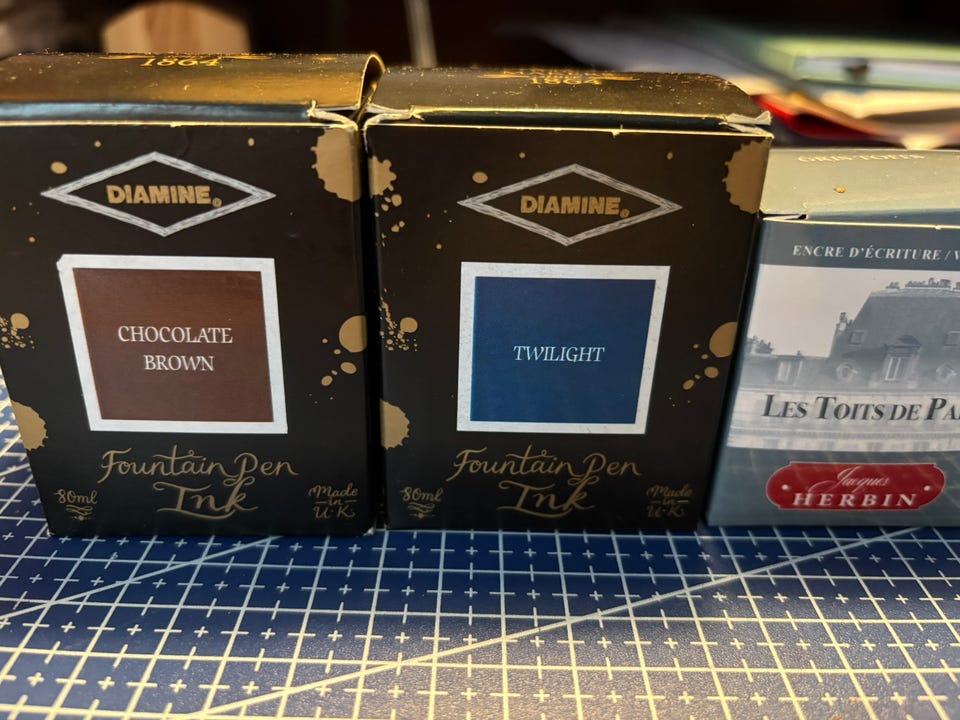 1864
DIAMINE
CHOCOLATE
BROWN
Fountain Pen
Ink
80ml
Made
in
U.K.
1864
DIAMINE
TWILIGHT
Fountain Pen
Ink
80ml
Made
in
U.K.
ENCRE D'ÉCRITURE /
LES TOITS DE
Jacques
HERBIN